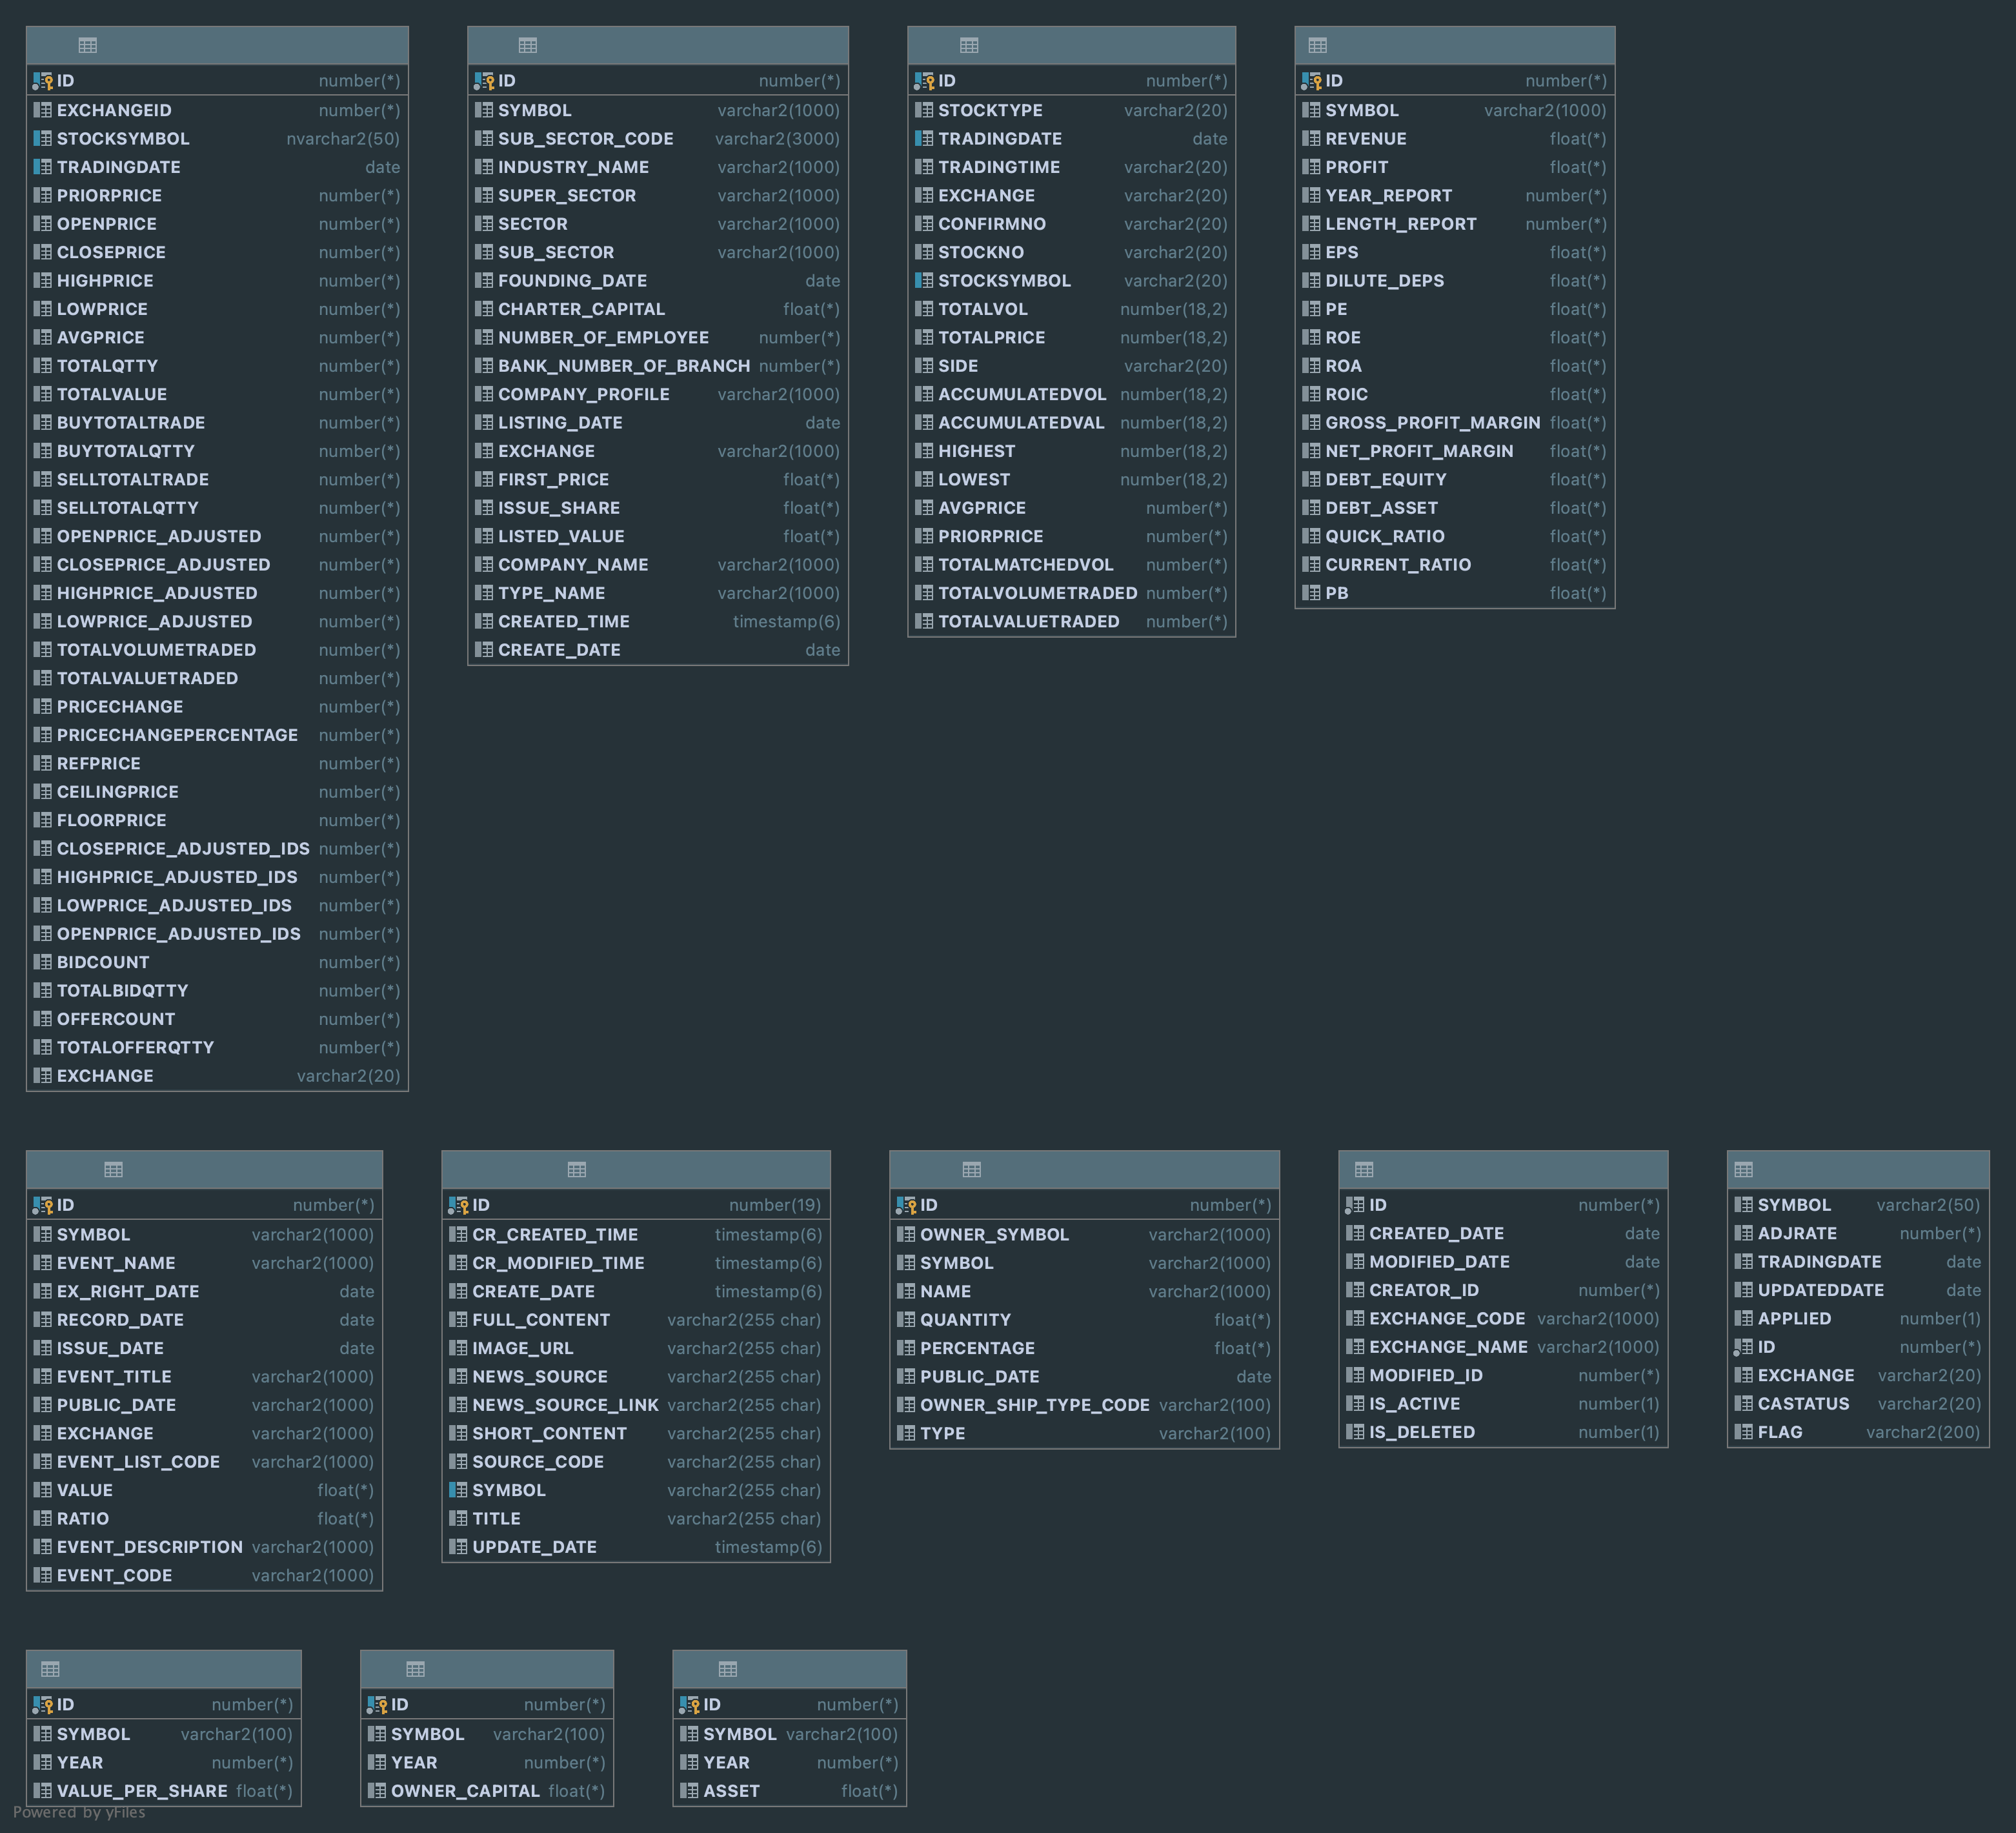 ID number(*)
EXCHANGEID number(*)
STOCKSYMBOL nvarchar2(50)
TRADINGDATE date
PRIORPRICE number(*)
OPENPRICE number(*)
CLOSEPRICE number(*)
HIGHPRICE number(*)
LOWPRICE number(*)
AVGPRICE number(*)
TOTALQTTY number(*)
TOTALVALUE number(*)
BUYTOTALTRADE number(*)
BUYTOTALQTTY number(*)
SELLTOTALTRADE number(*)
SELLTOTALQTTY number(*)
OPENPRICE_ADJUSTED number(*)
CLOSEPRICE_ADJUSTED number(*)
HIGHPRICE_ADJUSTED number(*)
LOWPRICE_ADJUSTED number(*)
TOTALVOLUMETRADED number(*)
TOTALVALUETRADED number(*)
PRICECHANGE number(*)
PRICECHANGEPERCENTAGE number(*)
REFPRICE number(*)
CEILINGPRICE number(*)
FLOORPRICE number(*)
CLOSEPRICE_ADJUSTED_IDS number(*)
HIGHPRICE_ADJUSTED_IDS number(*)
LOWPRICE_ADJUSTED_IDS number(*)
OPENPRICE_ADJUSTED_IDS number(*)
BIDCOUNT number(*)
TOTALBIDQTTY number(*)
OFFERCOUNT number(*)
TOTALOFFERQTTY number(*)
EXCHANGE varchar2(20)
ID number(*)
SYMBOL varchar2(1000)
SUB_SECTOR_CODE varchar2(3000)
INDUSTRY_NAME varchar2(1000)
SUPER_SECTOR varchar2(1000)
SECTOR varchar2(1000)
SUB_SECTOR varchar2(1000)
FOUNDING_DATE date
CHARTER_CAPITAL float(*)
NUMBER_OF_EMPLOYEE number(*)
BANK_NUMBER_OF_BRANCH number(*)
COMPANY_PROFILE varchar2(1000)
LISTING_DATE date
EXCHANGE varchar2(1000)
FIRST_PRICE float(*)
ISSUE_SHARE float(*)
LISTED_VALUE float(*)
COMPANY_NAME varchar2(1000)
TYPE_NAME varchar2(1000)
CREATED_TIME timestamp(6)
CREATE_DATE date
ID number(*)
STOCKTYPE varchar2(20)
TRADINGDATE date
TRADINGTIME varchar2(20)
EXCHANGE varchar2(20)
CONFIRMNO varchar2(20)
STOCKNO varchar2(20)
STOCKSYMBOL varchar2(20)
TOTALVOL number(18,2)
TOTALPRICE number(18,2)
SIDE varchar2(20)
ACCUMULATEDVOL number(18,2)
ACCUMULATEDVAL number(18,2)
HIGHEST number(18,2)
LOWEST number(18,2)
AVGPRICE number(*)
PRIORPRICE number(*)
TOTALMATCHEDVOL number(*)
TOTALVOLUMETRADED number(*)
TOTALVALUETRADED number(*)
ID number(*)
SYMBOL varchar2(1000)
REVENUE float(*)
PROFIT float(*)
YEAR_REPORT number(*)
LENGTH_REPORT number(*)
EPS float(*)
DILUTE_DEPS float(*)
PE float(*)
ROE float(*)
ROA float(*)
ROIC float(*)
GROSS_PROFIT_MARGIN float(*)
NET_PROFIT_MARGIN float(*)
DEBT_EQUITY float(*)
DEBT_ASSET float(*)
QUICK_RATIO float(*)
CURRENT_RATIO float(*)
PB float(*)
ID number(*)
SYMBOL varchar2(1000)
EVENT_NAME varchar2(1000)
EX_RIGHT_DATE date
RECORD_DATE date
ISSUE_DATE date
EVENT_TITLE varchar2(1000)
PUBLIC_DATE varchar2(1000)
EXCHANGE varchar2(1000)
EVENT_LIST_CODE varchar2(1000)
VALUE float(*)
RATIO float(*)
EVENT_DESCRIPTION varchar2(1000)
EVENT_CODE varchar2(1000)
ID number(19)
CR_CREATED_TIME timestamp(6)
CR_MODIFIED_TIME timestamp(6)
CREATE_DATE timestamp(6)
FULL_CONTENT varchar2(255 char)
IMAGE_URL varchar2(255 char)
NEWS_SOURCE varchar2(255 char)
NEWS_SOURCE_LINK varchar2(255 char)
SHORT_CONTENT varchar2(255 char)
SOURCE_CODE varchar2(255 char)
SYMBOL varchar2(255 char)
TITLE varchar2(255 char)
UPDATE_DATE timestamp(6)
ID number(*)
OWNER_SYMBOL varchar2(1000)
SYMBOL varchar2(1000)
NAME varchar2(1000)
QUANTITY float(*)
PERCENTAGE float(*)
PUBLIC_DATE date
OWNER_SHIP_TYPE_CODE varchar2(100)
TYPE varchar2(100)
ID number(*)
CREATED_DATE date
MODIFIED_DATE date
CREATOR_ID number(*)
EXCHANGE_CODE varchar2(1000)
EXCHANGE_NAME varchar2(1000)
MODIFIED_ID number(*)
IS_ACTIVE number(1)
IS_DELETED number(1)
SYMBOL varchar2(50)
ADJRATE number(*)
TRADINGDATE date
UPDATEDDATE date
APPLIED number(1)
ID number(*)
EXCHANGE varchar2(20)
CASTATUS varchar2(20)
FLAG varchar2(200)
ID number(*)
SYMBOL varchar2(100)
YEAR number(*)
VALUE_PER_SHARE float(*)
ID number(*)
SYMBOL varchar2(100)
YEAR number(*)
OWNER_CAPITAL float(*)
ID number(*)
SYMBOL varchar2(100)
YEAR number(*)
ASSET float(*)
Powered by yFiles